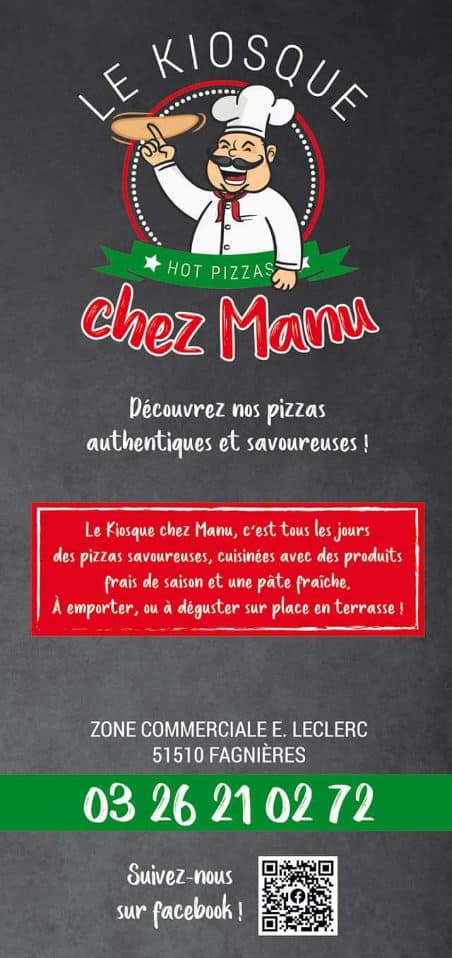 LE KIOSQUE
HOT PIZZAS
chez Manu
Découvrez nos pizzas
authentiques et savoureuses !
Le Kiosque chez Manu, c'est tous les jours
des pizzas savoureuses, cuisinées avec des produits
frais de saison et une pâte fraîche.
À emporter, ou à déguster sur place en terrasse !
ZONE COMMERCIALE E. LECLERC
51510 FAGNIÈRES
03 26 21 02 72
Suivez-nous
sur facebook !